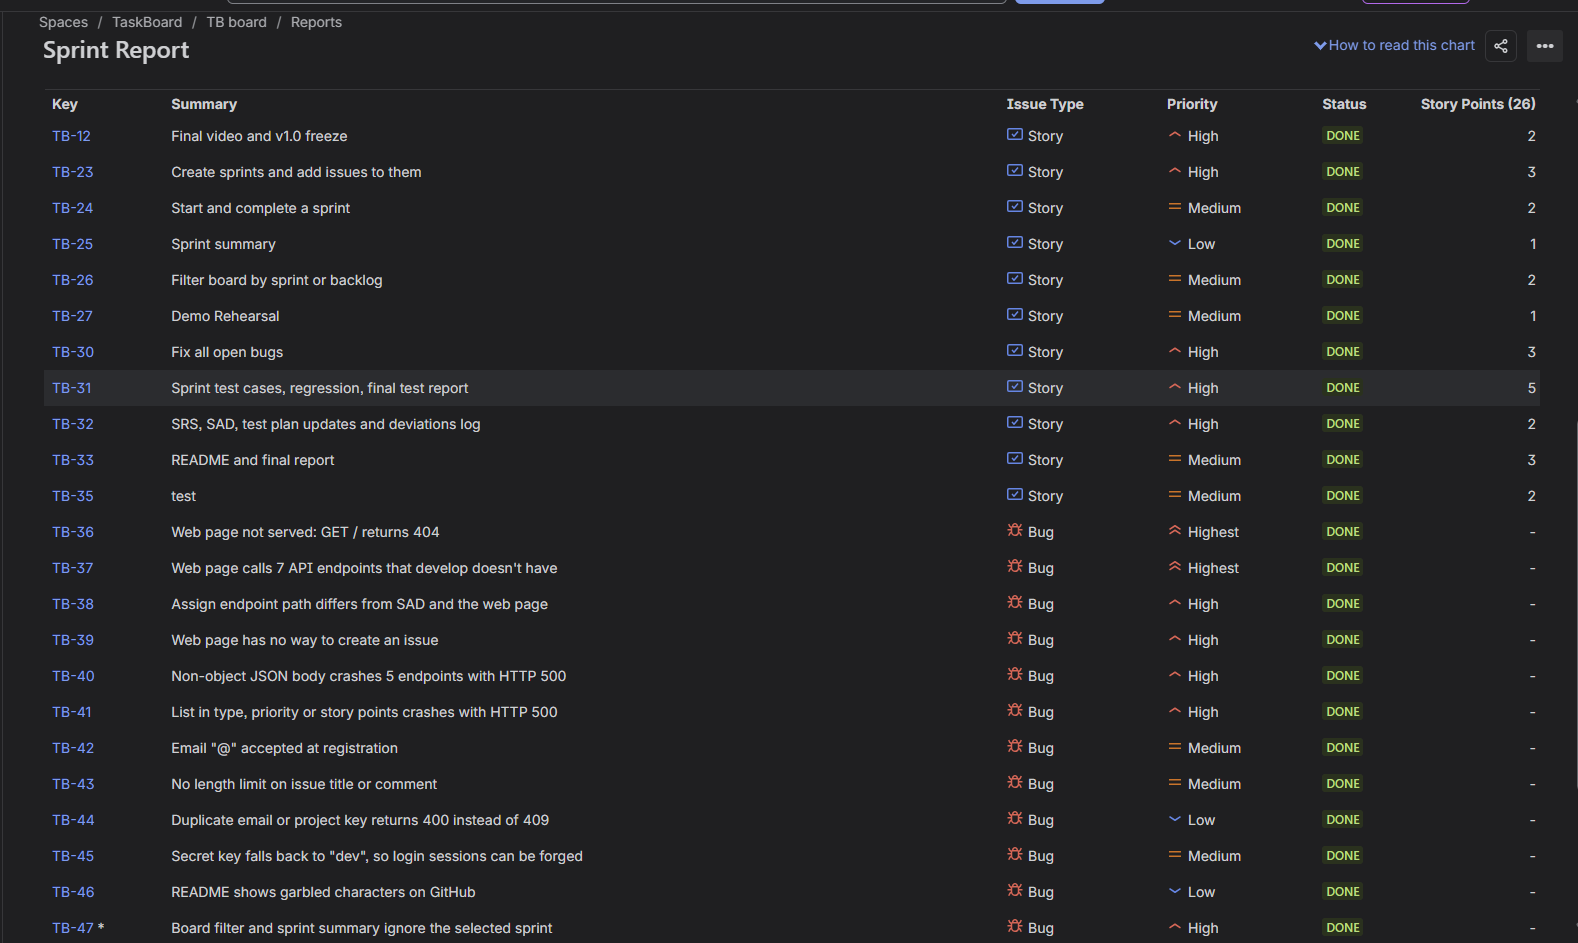 Spaces / TaskBoard / TB board / Reports
Sprint Report
How to read this chart
Key Summary Issue Type Priority Status Story Points (26)
TB-12 Final video and v1.0 freeze Story High DONE 2
TB-23 Create sprints and add issues to them Story High DONE 3
TB-24 Start and complete a sprint Story Medium DONE 2
TB-25 Sprint summary Story Low DONE 1
TB-26 Filter board by sprint or backlog Story Medium DONE 2
TB-27 Demo Rehearsal Story Medium DONE 1
TB-30 Fix all open bugs Story High DONE 3
TB-31 Sprint test cases, regression, final test report Story High DONE 5
TB-32 SRS, SAD, test plan updates and deviations log Story High DONE 2
TB-33 README and final report Story Medium DONE 3
TB-35 test Story Medium DONE 2
TB-36 Web page not served: GET / returns 404 Bug Highest DONE -
TB-37 Web page calls 7 API endpoints that develop doesn't have Bug Highest DONE -
TB-38 Assign endpoint path differs from SAD and the web page Bug High DONE -
TB-39 Web page has no way to create an issue Bug High DONE -
TB-40 Non-object JSON body crashes 5 endpoints with HTTP 500 Bug High DONE -
TB-41 List in type, priority or story points crashes with HTTP 500 Bug High DONE -
TB-42 Email "@" accepted at registration Bug Medium DONE -
TB-43 No length limit on issue title or comment Bug Medium DONE -
TB-44 Duplicate email or project key returns 400 instead of 409 Bug Low DONE -
TB-45 Secret key falls back to "dev", so login sessions can be forged Bug Medium DONE -
TB-46 README shows garbled characters on GitHub Bug Low DONE -
TB-47 * Board filter and sprint summary ignore the selected sprint Bug High DONE -